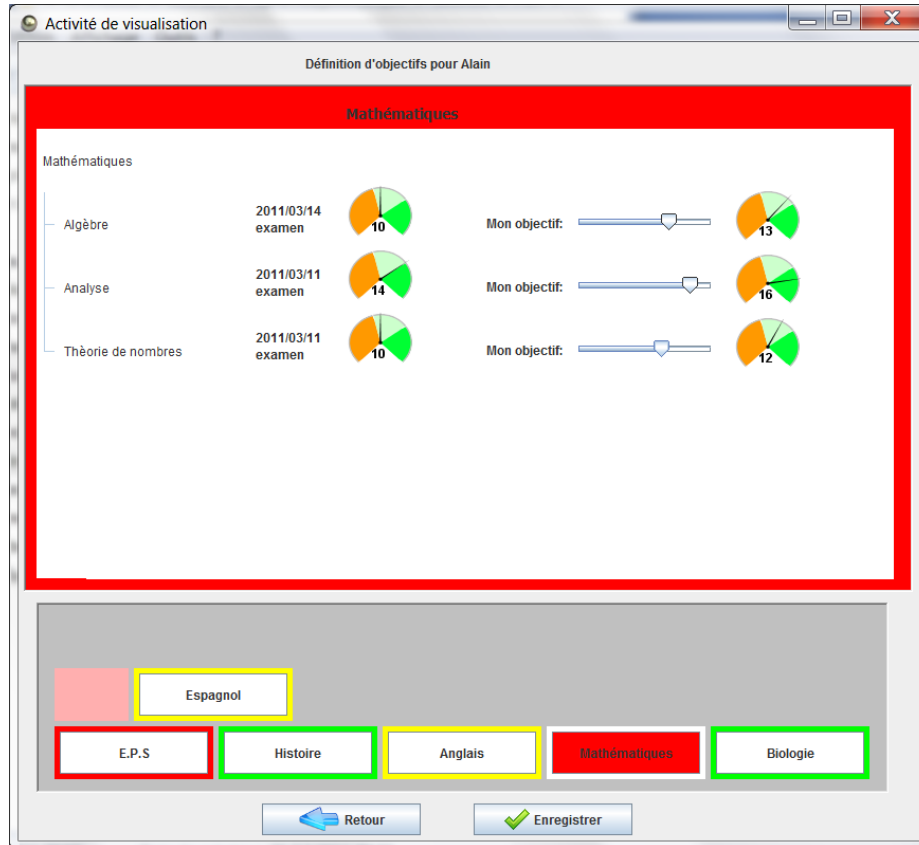 Activité de visualisation
Définition d'objectifs pour Alain
Mathématiques
Mathématiques
Algèbre
2011/03/14
examen
10
Mon objectif:
13
Analyse
2011/03/11
examen
14
Mon objectif:
16
Thèorie de nombres
2011/03/11
examen
10
Mon objectif:
12
Espagnol
E.P.S
Histoire
Anglais
Mathématiques
Biologie
Retour
Enregistrer